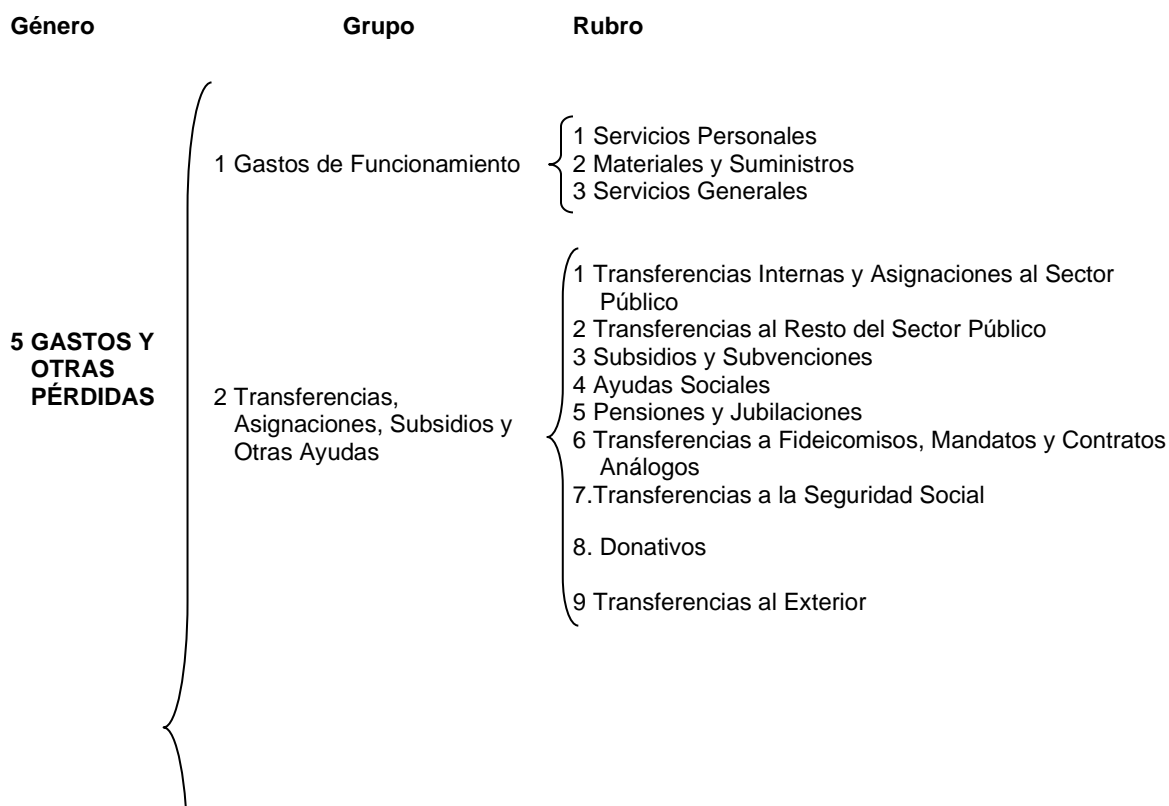 Género Grupo Rubro
1 Gastos de Funcionamiento
1 Servicios Personales
2 Materiales y Suministros
3 Servicios Generales
5 GASTOS Y
OTRAS
PÉRDIDAS
2 Transferencias,
Asignaciones, Subsidios y
Otras Ayudas
1 Transferencias Internas y Asignaciones al Sector
Público
2 Transferencias al Resto del Sector Público
3 Subsidios y Subvenciones
4 Ayudas Sociales
5 Pensiones y Jubilaciones
6 Transferencias a Fideicomisos, Mandatos y Contratos
Análogos
7.Transferencias a la Seguridad Social
8. Donativos
9 Transferencias al Exterior